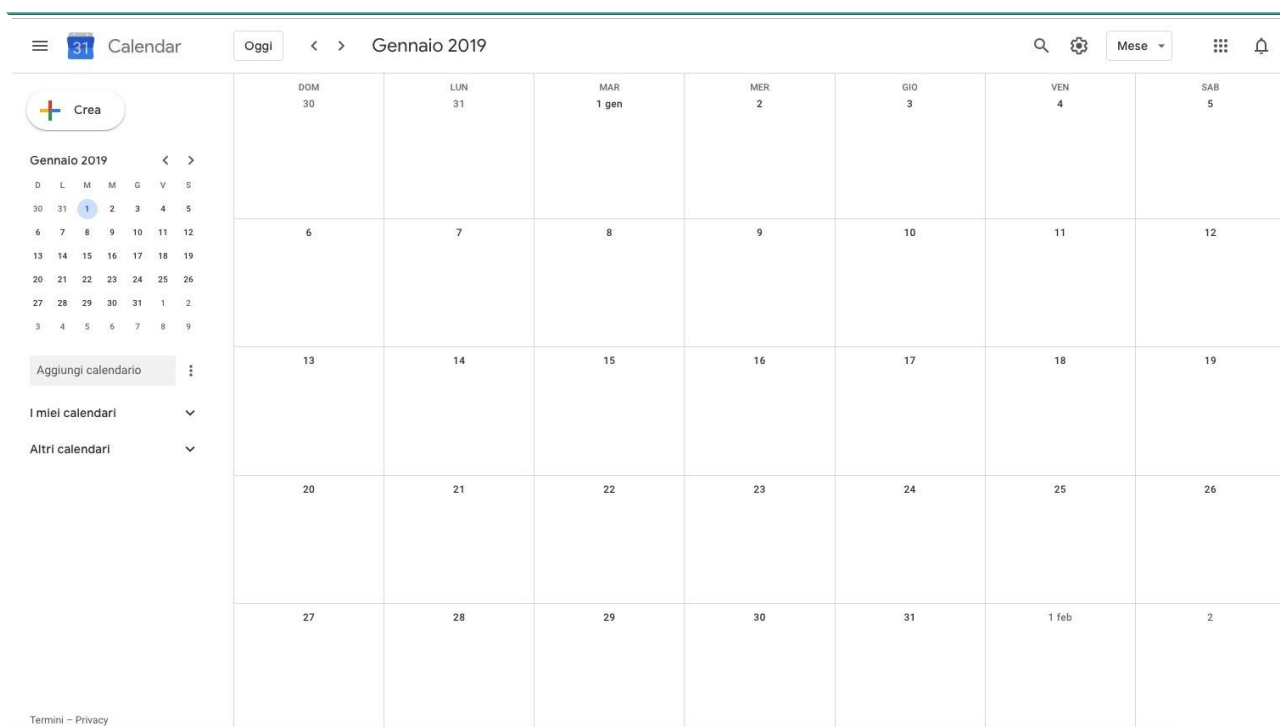 31 Calendar Oggi Gennaio 2019 Mese
Crea
Gennaio 2019
D L M M G V S
30 31 1 2 3 4 5
6 7 8 9 10 11 12
13 14 15 16 17 18 19
20 21 22 23 24 25 26
27 28 29 30 31 1 2
3 4 5 6 7 8 9
Aggiungi calendario
I miei calendari
Altri calendari
Termini – Privacy
DOM LUN MAR MER GIO VEN SAB
30 31 1 gen 2 3 4 5
6 7 8 9 10 11 12
13 14 15 16 17 18 19
20 21 22 23 24 25 26
27 28 29 30 31 1 feb 2